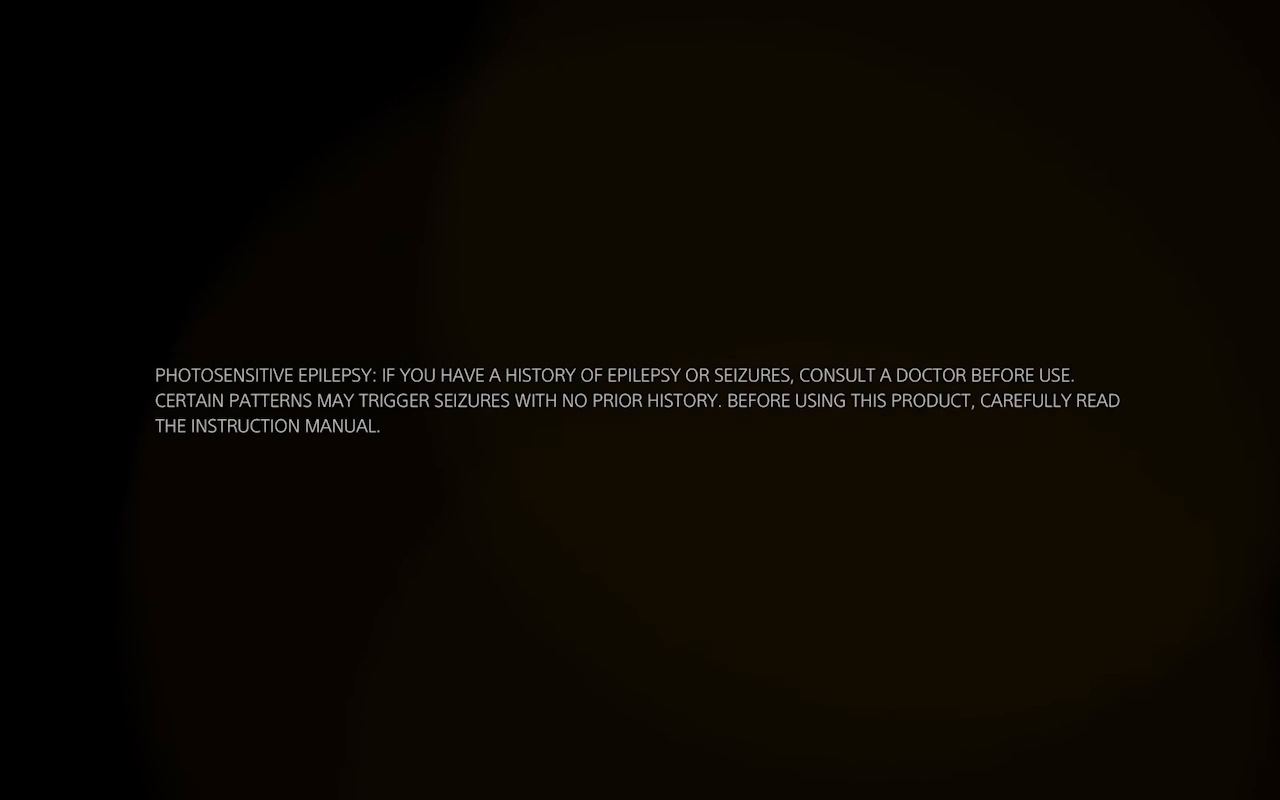 PHOTOSENSITIVE EPILEPSY: IF YOU HAVE A HISTORY OF EPILEPSY OR SEIZURES, CONSULT A DOCTOR BEFORE USE.
CERTAIN PATTERNS MAY TRIGGER SEIZURES WITH NO PRIOR HISTORY. BEFORE USING THIS PRODUCT, CAREFULLY READ
THE INSTRUCTION MANUAL.